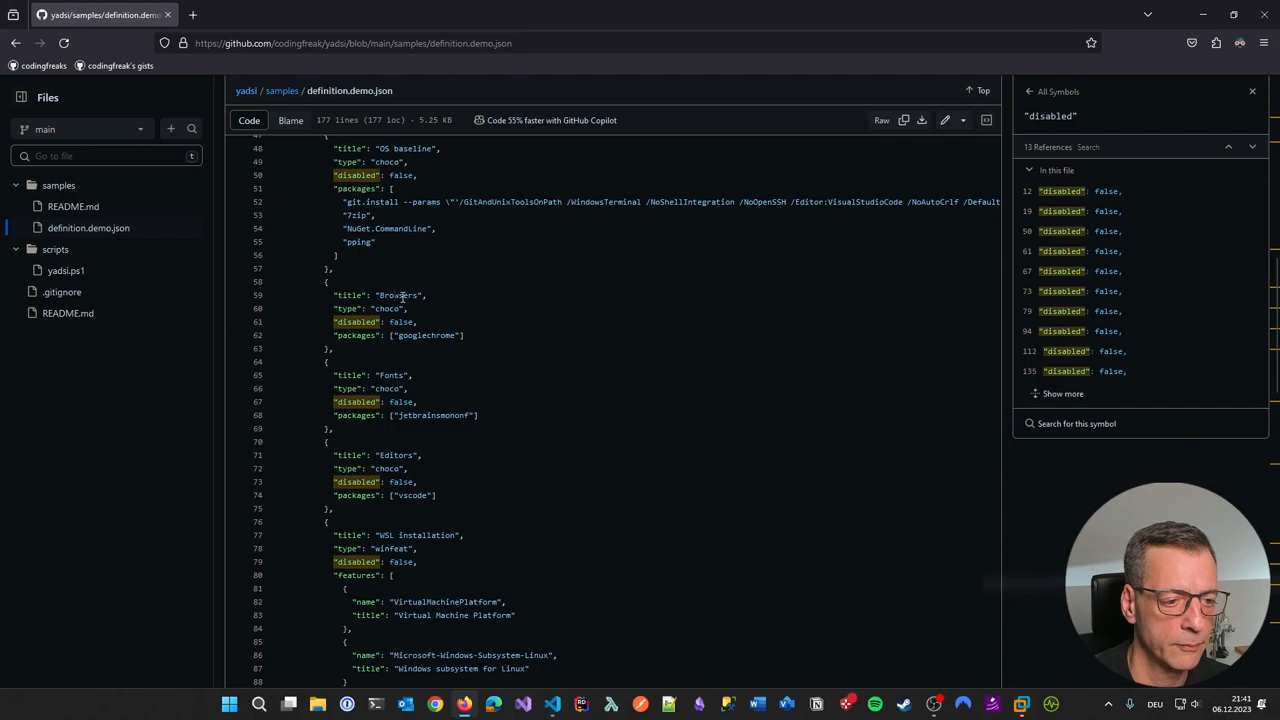 yadsi/samples/definition.demo
https://github.com/codingfreak/yadsi/blob/main/samples/definition.demo.json
codingfreaks
codingfreak's gists
Files
main
Go to file
t
samples
README.md
definition.demo.json
scripts
yadsi.ps1
.gitignore
README.md
yadsi / samples / definition.demo.json
Top
Code
Blame
177 lines (177 loc) · 5.25 KB
Code 55% faster with GitHub Copilot
Raw
47 {
48 "title": "OS baseline",
49 "type": "choco",
50 "disabled": false,
51 "packages": [
52 "git.install --params \"'/GitAndUnixToolsOnPath /WindowsTerminal /NoShellIntegration /NoOpenSSH /Editor:VisualStudioCode /NoAutoCrlf /Default
53 "7zip",
54 "NuGet.CommandLine",
55 "pping"
56 ]
57 },
58 {
59 "title": "Browsers",
60 "type": "choco",
61 "disabled": false,
62 "packages": ["googlechrome"]
63 },
64 {
65 "title": "Fonts",
66 "type": "choco",
67 "disabled": false,
68 "packages": ["jetbrainsmononf"]
69 },
70 {
71 "title": "Editors",
72 "type": "choco",
73 "disabled": false,
74 "packages": ["vscode"]
75 },
76 {
77 "title": "WSL installation",
78 "type": "winfeat",
79 "disabled": false,
80 "features": [
81 {
82 "name": "VirtualMachinePlatform",
83 "title": "Virtual Machine Platform"
84 },
85 {
86 "name": "Microsoft-Windows-Subsystem-Linux",
87 "title": "Windows subsystem for Linux"
88 }
All Symbols
"disabled"
13 References Search
In this file
12 "disabled": false,
19 "disabled": false,
50 "disabled": false,
61 "disabled": false,
67 "disabled": false,
73 "disabled": false,
79 "disabled": false,
94 "disabled": false,
112 "disabled": false,
135 "disabled": false,
Show more
Search for this symbol
DEU
21:41
06.12.2023